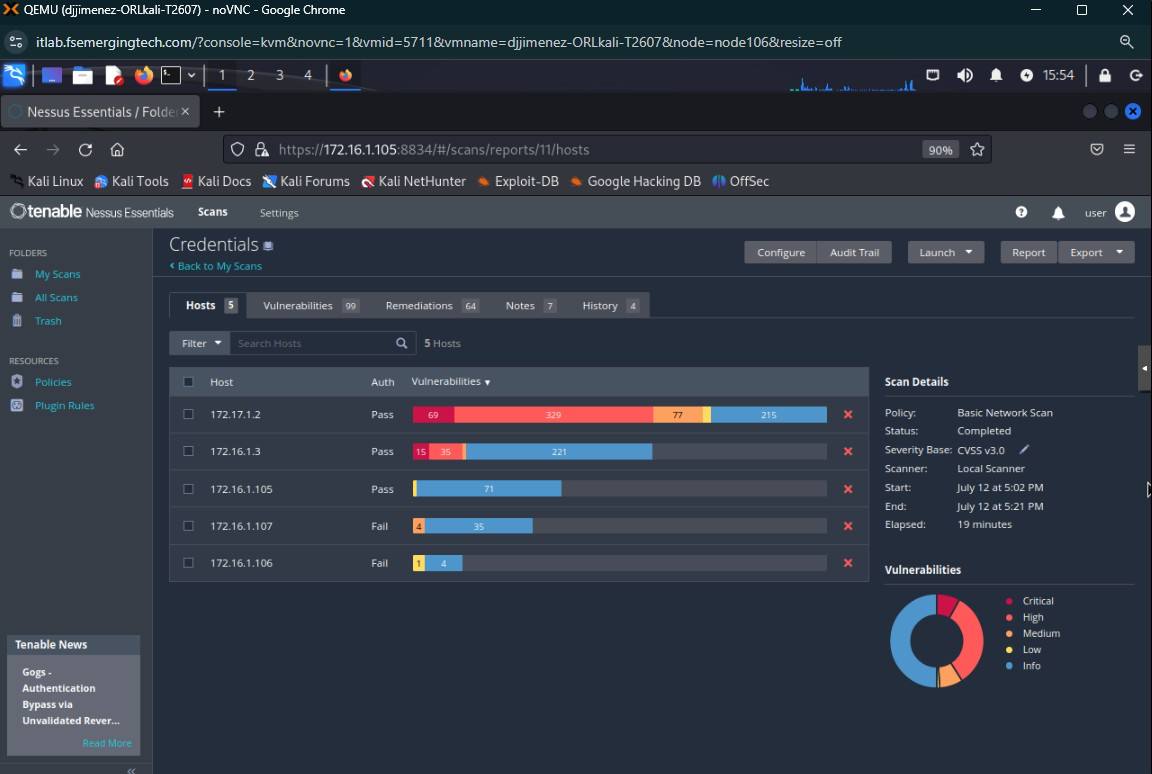 QEMU (djjimenez-ORLkali-T2607) - noVNC - Google Chrome
itlab.fsemergingtech.com/?console=kvm&novnc=1&vmid=5711&vmname=djjimenez-ORLkali-T2607&node=node106&resize=off
1 2 3 4 15:54
Nessus Essentials / Folde
https://172.16.1.105:8834/#/scans/reports/11/hosts 90%
Kali Linux Kali Tools Kali Docs Kali Forums Kali NetHunter Exploit-DB Google Hacking DB OffSec
tenable Nessus Essentials Scans Settings user
FOLDERS
My Scans
All Scans
Trash
RESOURCES
Policies
Plugin Rules
Tenable News
Gogs -
Authentication
Bypass via
Unvalidated Rever...
Read More
Credentials
Back to My Scans
Configure Audit Trail Launch Report Export
Hosts 5 Vulnerabilities 99 Remediations 64 Notes 7 History 4
Filter Search Hosts 5 Hosts
Host Auth Vulnerabilities
172.17.1.2 Pass 69 329 77 215
172.16.1.3 Pass 15 35 221
172.16.1.105 Pass 71
172.16.1.107 Fail 4 35
172.16.1.106 Fail 1 4
Scan Details
Policy: Basic Network Scan
Status: Completed
Severity Base: CVSS v3.0
Scanner: Local Scanner
Start: July 12 at 5:02 PM
End: July 12 at 5:21 PM
Elapsed: 19 minutes
Vulnerabilities
Critical
High
Medium
Low
Info